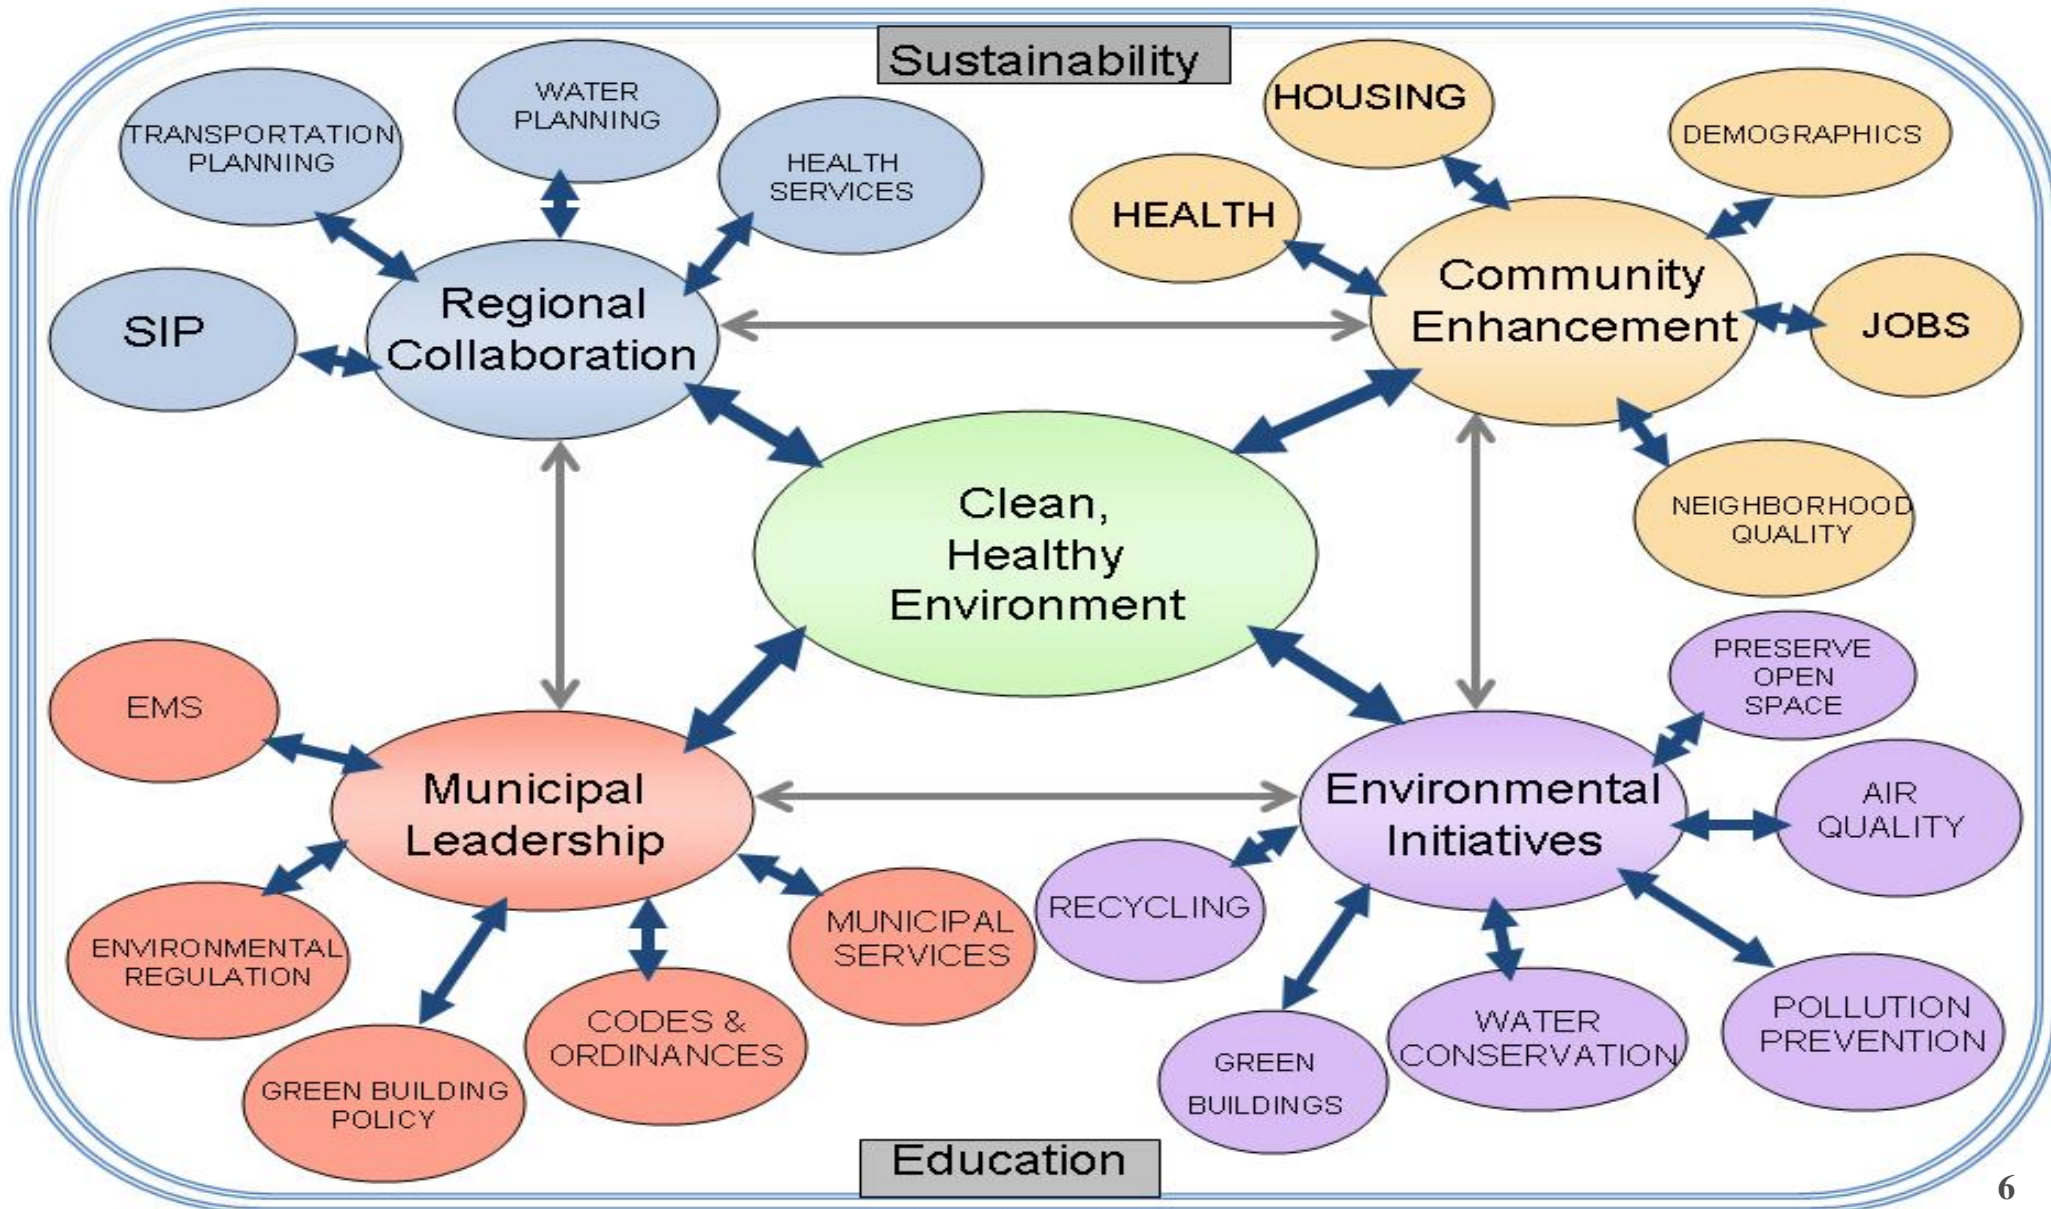 Sustainability
TRANSPORTATION
PLANNING
WATER
PLANNING
HEALTH
SERVICES
SIP
Regional
Collaboration
HOUSING
DEMOGRAPHICS
HEALTH
Community
Enhancement
JOBS
NEIGHBORHOOD
QUALITY
Clean,
Healthy
Environment
EMS
Municipal
Leadership
ENVIRONMENTAL
REGULATION
GREEN BUILDING
POLICY
CODES &
ORDINANCES
MUNICIPAL
SERVICES
PRESERVE
OPEN
SPACE
Environmental
Initiatives
AIR
QUALITY
RECYCLING
GREEN
BUILDINGS
WATER
CONSERVATION
POLLUTION
PREVENTION
Education
6